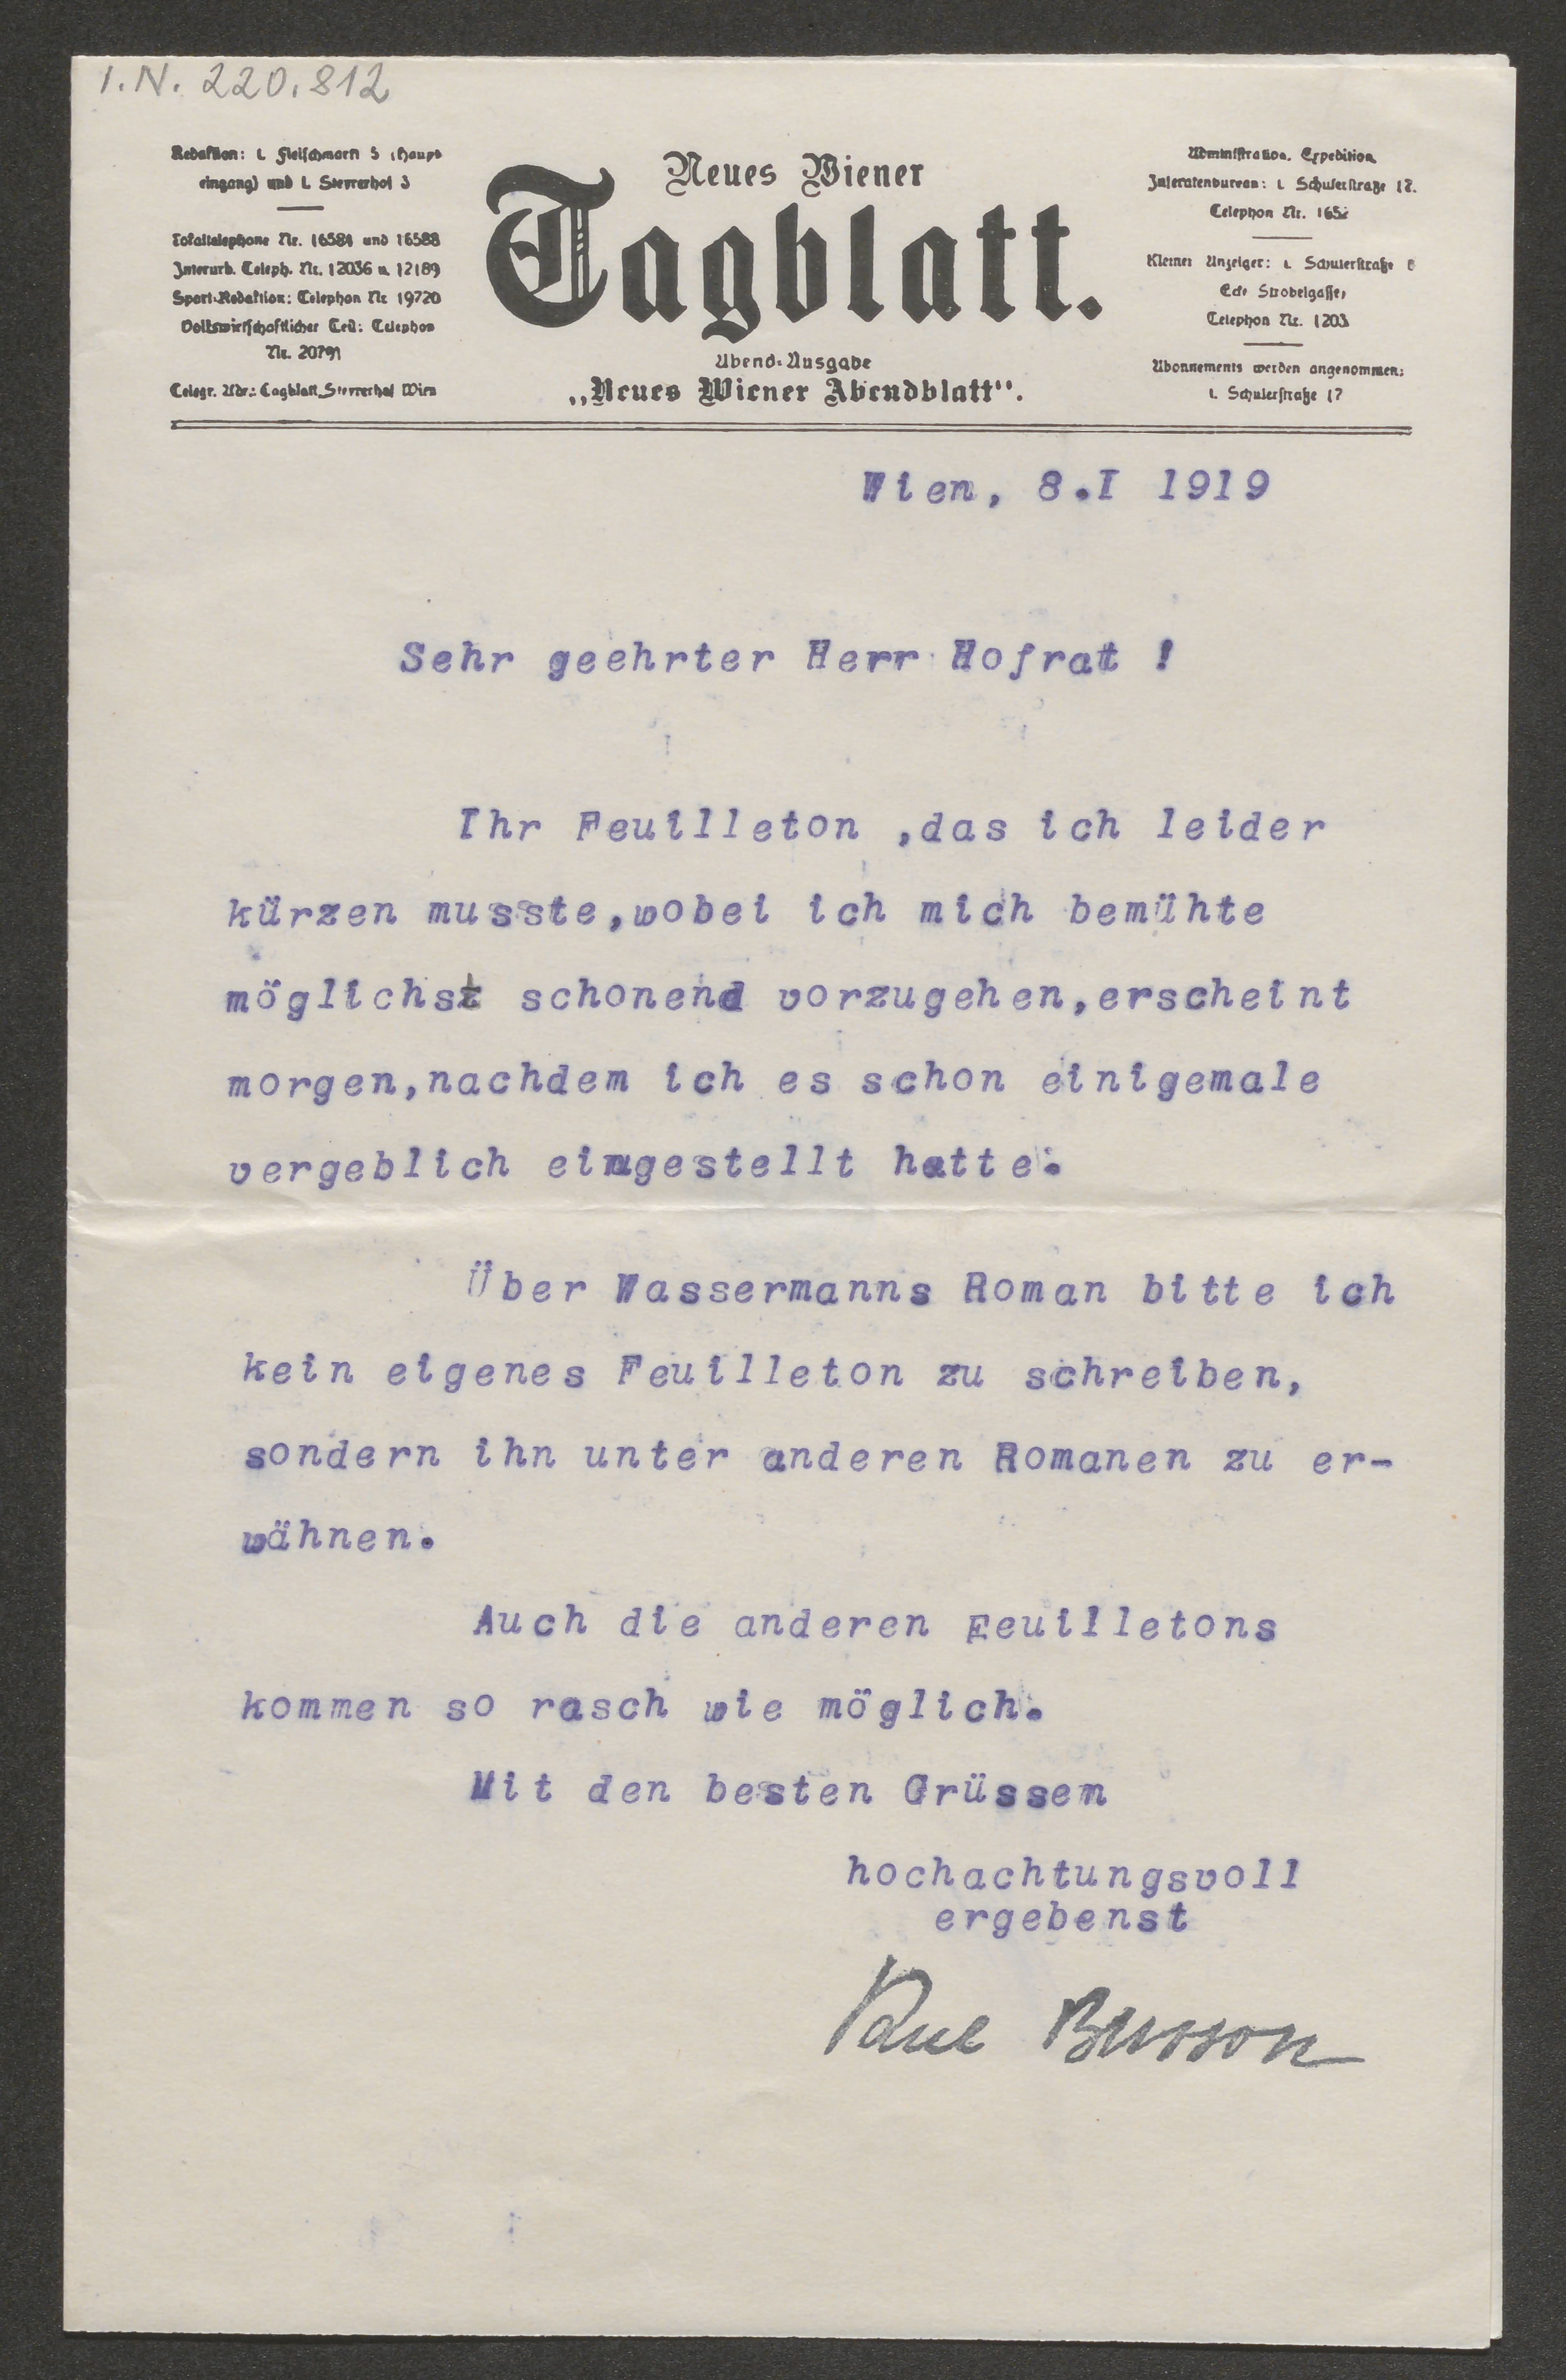 I.N. 220.812
Redaktion: I. Fleischmarkt 5 (Haupt-
eingang) und I. Steyrerhof 3
Lokaltelephone Nr. 16584 und 16588
Interurb. Teleph. Nr. 12036 u. 12189
Sport-Redaktion: Telephon Nr. 19720
Volkswirtschaftlicher Teil: Telephon
Nr. 20791
Telegr. Adr.: Tagblatt Steyrerhof Wien
Neues Wiener
Tagblatt.
Abend-Ausgabe
„Neues Wiener Abendblatt".
Administration, Expedition,
Inseratenbureau: I. Schulerstraße 17.
Telephon Nr. 1652
Kleiner Anzeiger: I. Schulerstraße
Ecke Strobelgasse,
Telephon Nr. 1203
Abonnements werden angenommen:
I. Schulerstraße 17
Wien, 8.I 1919
Sehr geehrter Herr Hofrat !
Ihr Feuilleton ,das ich leider
kürzen musste,wobei ich mich bemühte
möglichst schonend vorzugehen,erscheint
morgen,nachdem ich es schon einigemale
vergeblich eingestellt hatte.
Über Wassermanns Roman bitte ich
kein eigenes Feuilleton zu schreiben,
sondern ihn unter anderen Romanen zu er-
wähnen.
Auch die anderen Feuilletons
kommen so rasch wie möglich.
Mit den besten Grüssen
hochachtungsvoll
ergebenst
Paul Busson